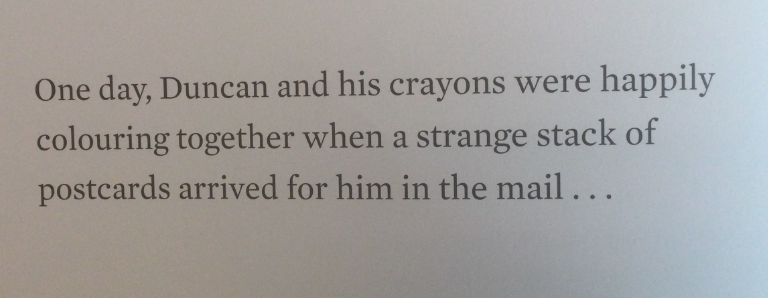 One day, Duncan and his crayons were happily
colouring together when a strange stack of
postcards arrived for him in the mail . . .